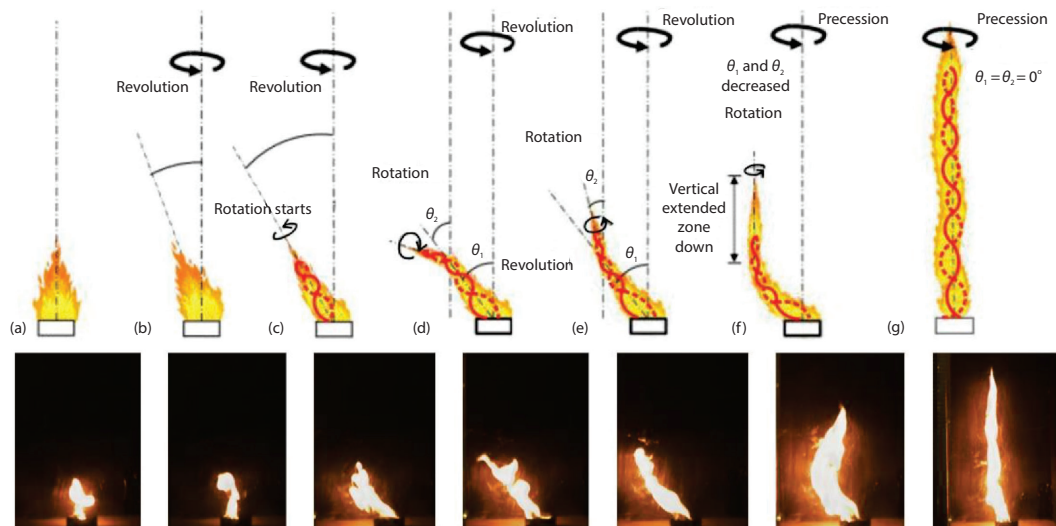 (a)
Revolution
(b)
Revolution
Rotation starts
(c)
Revolution
Rotation
θ₂
θ₁
Revolution
(d)
Revolution
Rotation
θ₂
θ₁
(e)
Precession
θ₁ and θ₂
decreased
Rotation
Vertical
extended
zone
down
(f)
Precession
θ₁ = θ₂ = 0°
(g)